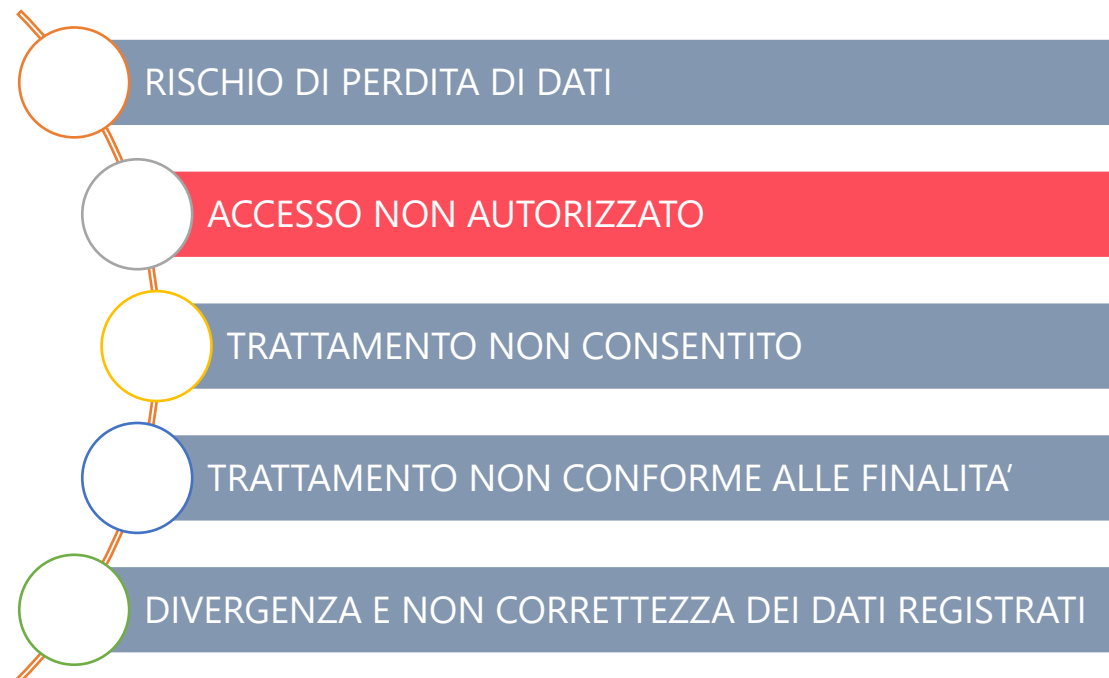 RISCHIO DI PERDITA DI DATI
ACCESSO NON AUTORIZZATO
TRATTAMENTO NON CONSENTITO
TRATTAMENTO NON CONFORME ALLE FINALITA’
DIVERGENZA E NON CORRETTEZZA DEI DATI REGISTRATI